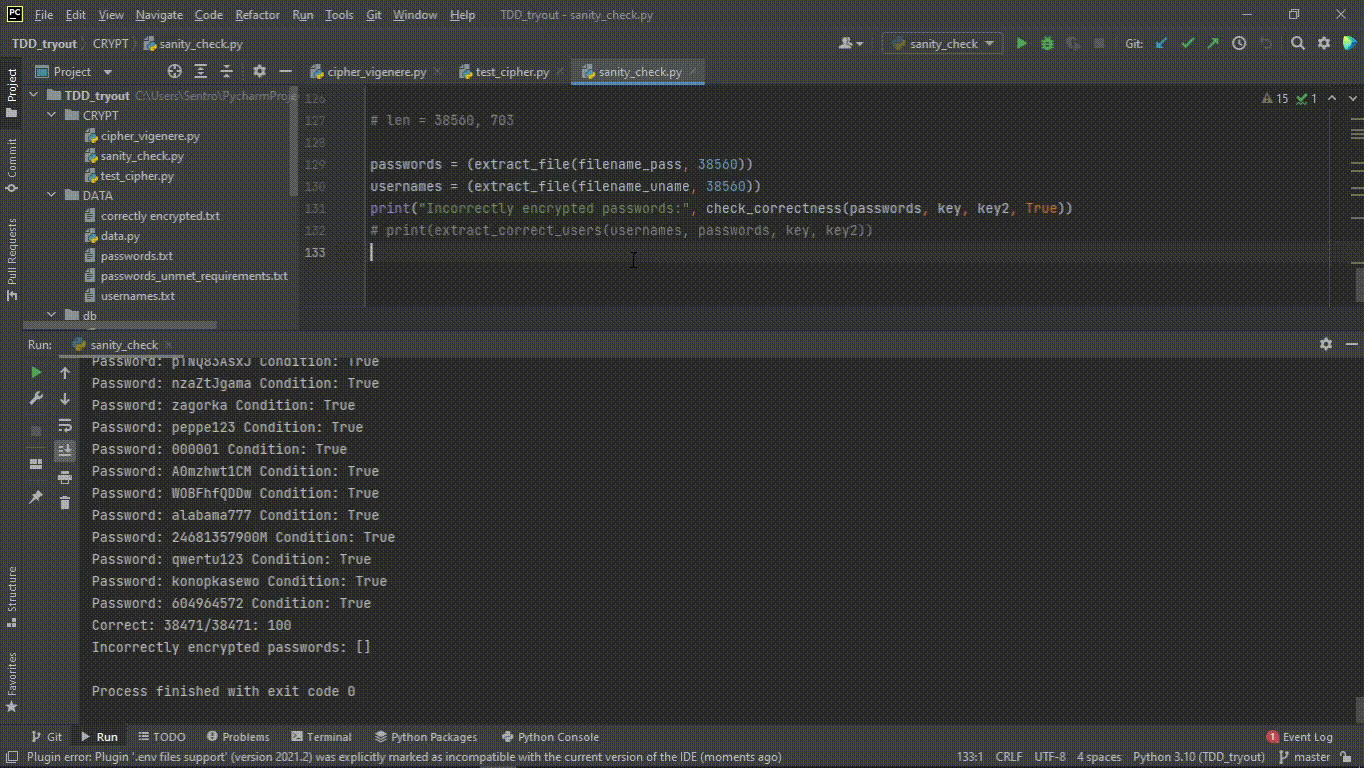 PC File Edit View Navigate Code Refactor Run Tools Git Window Help TDD_tryout - sanity_check.py
TDD_tryout CRYPT sanity_check.py sanity_check Git:
Project cipher_vigenere.py test_cipher.py sanity_check.py
Project
Commit
Pull Requests
Structure
Favorites
TDD_tryout C:\Users\Sentro\PycharmProje
CRYPT
cipher_vigenere.py
sanity_check.py
test_cipher.py
DATA
correctly encrypted.txt
data.py
passwords.txt
passwords_unmet_requirements.txt
usernames.txt
db
15 1
126
127 # len = 38560, 703
128
129 passwords = (extract_file(filename_pass, 38560))
130 usernames = (extract_file(filename_uname, 38560))
131 print("Incorrectly encrypted passwords:", check_correctness(passwords, key, key2, True))
132 # print(extract_correct_users(usernames, passwords, key, key2))
133
Run: sanity_check
Password: pTNQ83AsxJ Condition: True
Password: nzaZtJgama Condition: True
Password: zagorka Condition: True
Password: peppe123 Condition: True
Password: 000001 Condition: True
Password: A0mzhwt1CM Condition: True
Password: WOBFhfQDDw Condition: True
Password: alabama777 Condition: True
Password: 24681357900M Condition: True
Password: qwertu123 Condition: True
Password: konopkasewo Condition: True
Password: 604964572 Condition: True
Correct: 38471/38471: 100
Incorrectly encrypted passwords: []
Process finished with exit code 0
Git Run TODO Problems Terminal Python Packages Python Console 1 Event Log
Plugin error: Plugin '.env files support' (version 2021.2) was explicitly marked as incompatible with the current version of the IDE (moments ago) 133:1 CRLF UTF-8 4 spaces Python 3.10 (TDD_tryout) master